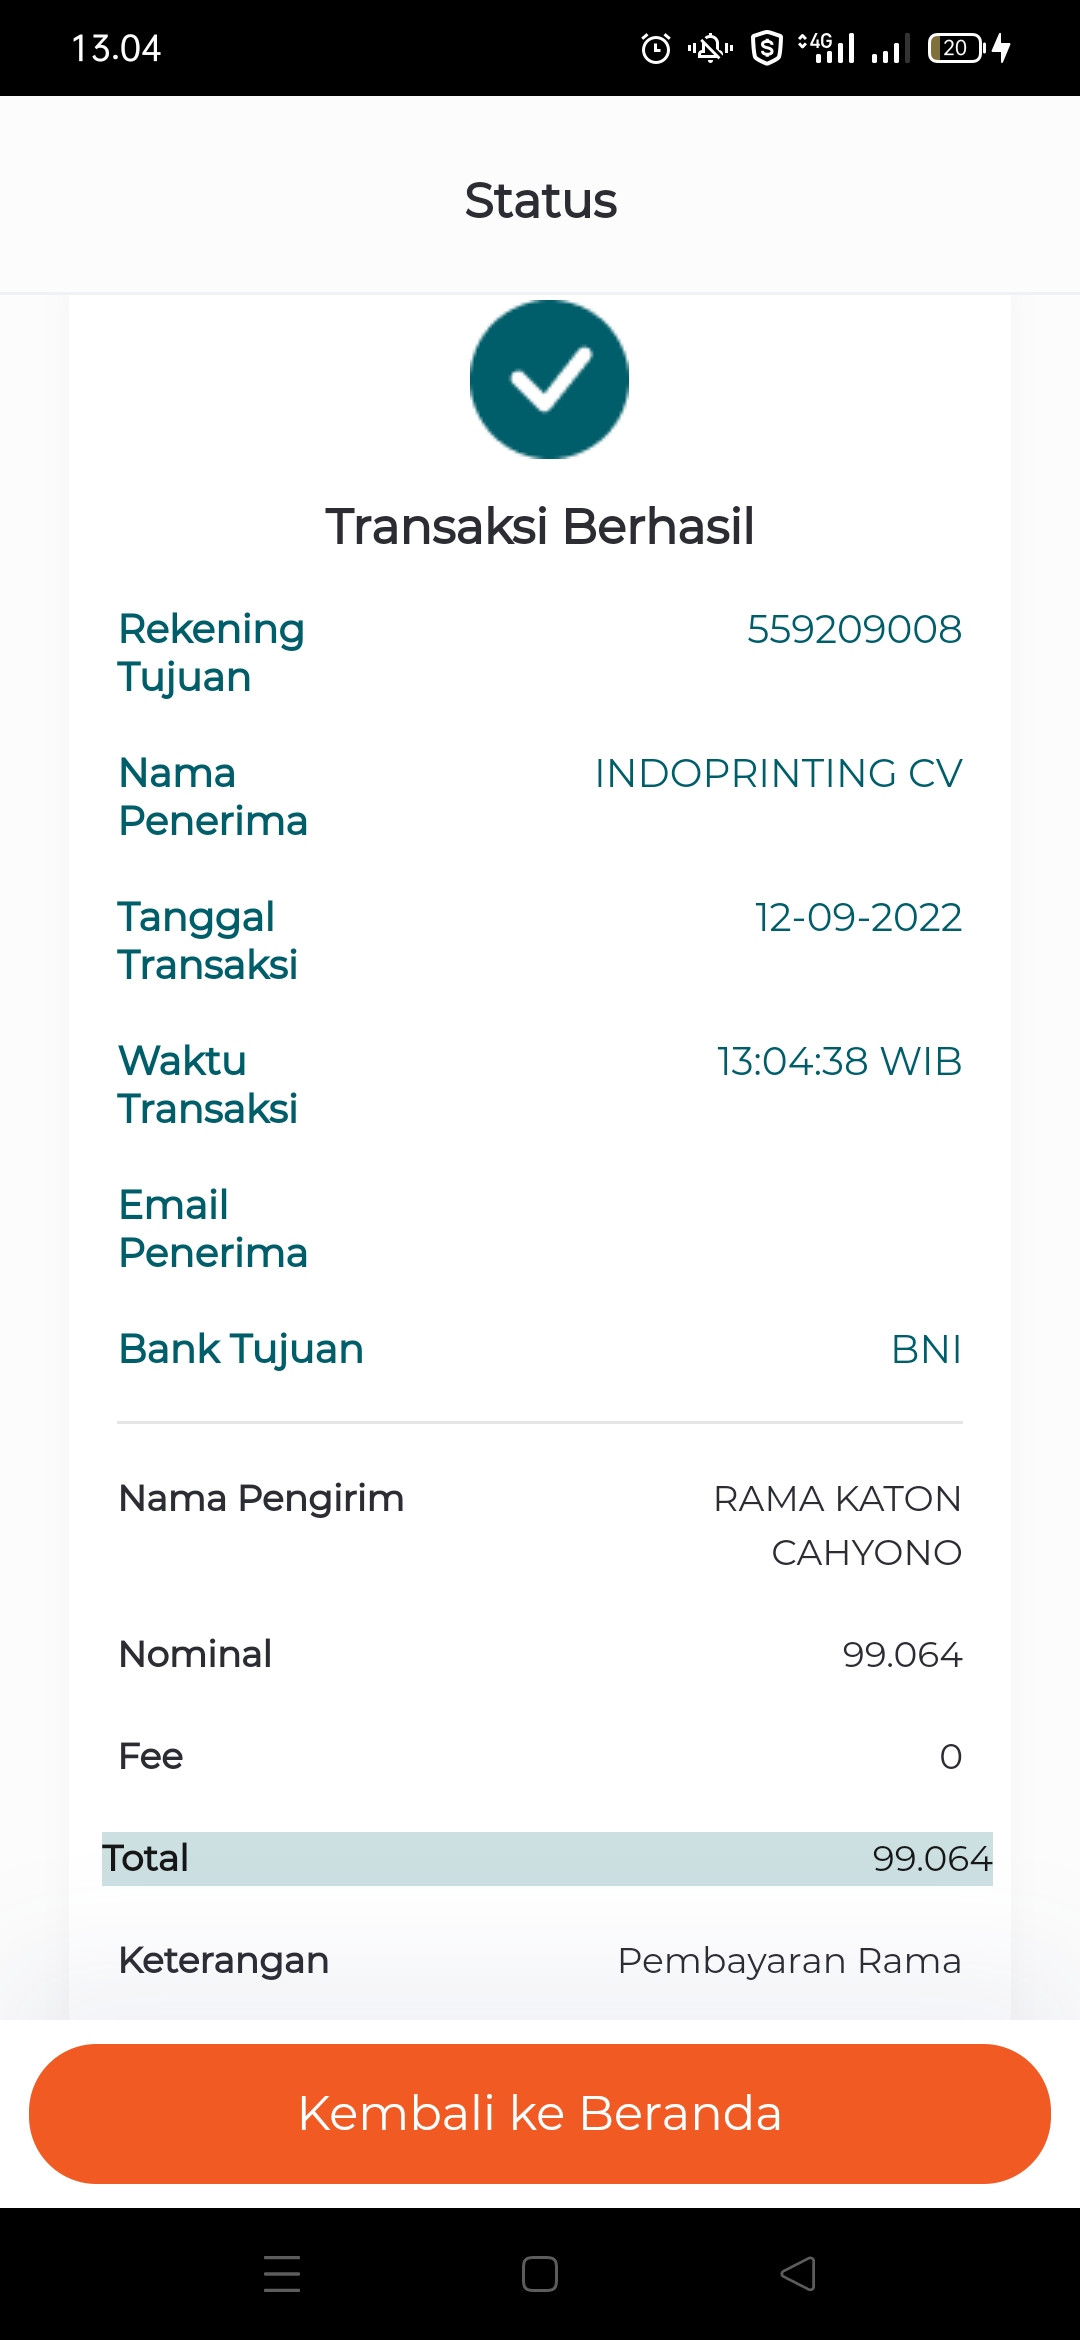 13.04
4G
20
Status
Transaksi Berhasil
Rekening Tujuan 559209008
Nama Penerima INDOPRINTING CV
Tanggal Transaksi 12-09-2022
Waktu Transaksi 13:04:38 WIB
Email Penerima
Bank Tujuan BNI
Nama Pengirim RAMA KATON CAHYONO
Nominal 99.064
Fee 0
Total 99.064
Keterangan Pembayaran Rama
Kembali ke Beranda